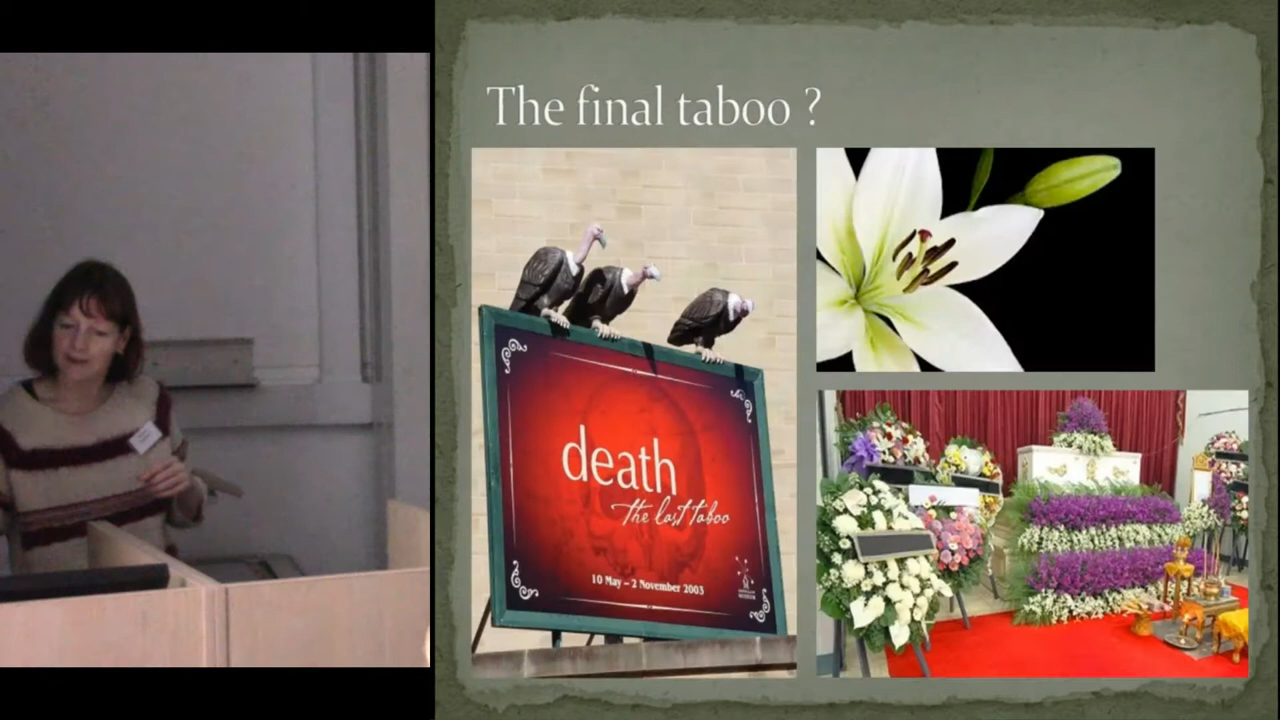 The final taboo ?
death
the last taboo
10 May – 2 November 2003